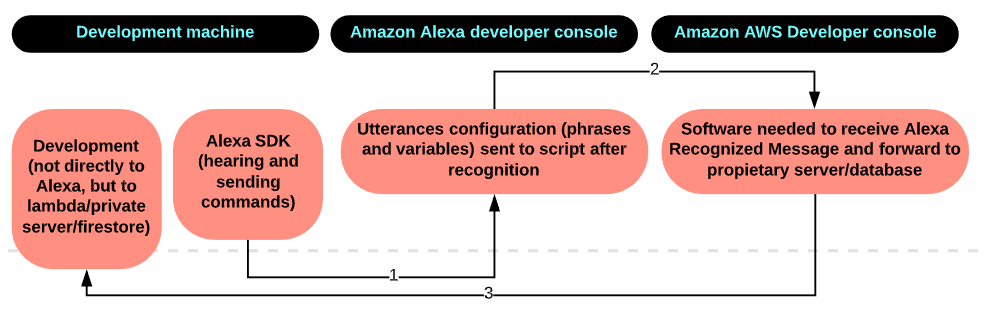 Development machine
Amazon Alexa developer console
Amazon AWS Developer console
2
Development
(not directly to
Alexa, but to
lambda/private
server/firestore)
Alexa SDK
(hearing and
sending
commands)
Utterances configuration (phrases
and variables) sent to script after
recognition
Software needed to receive Alexa
Recognized Message and forward to
propietary server/database
1
3